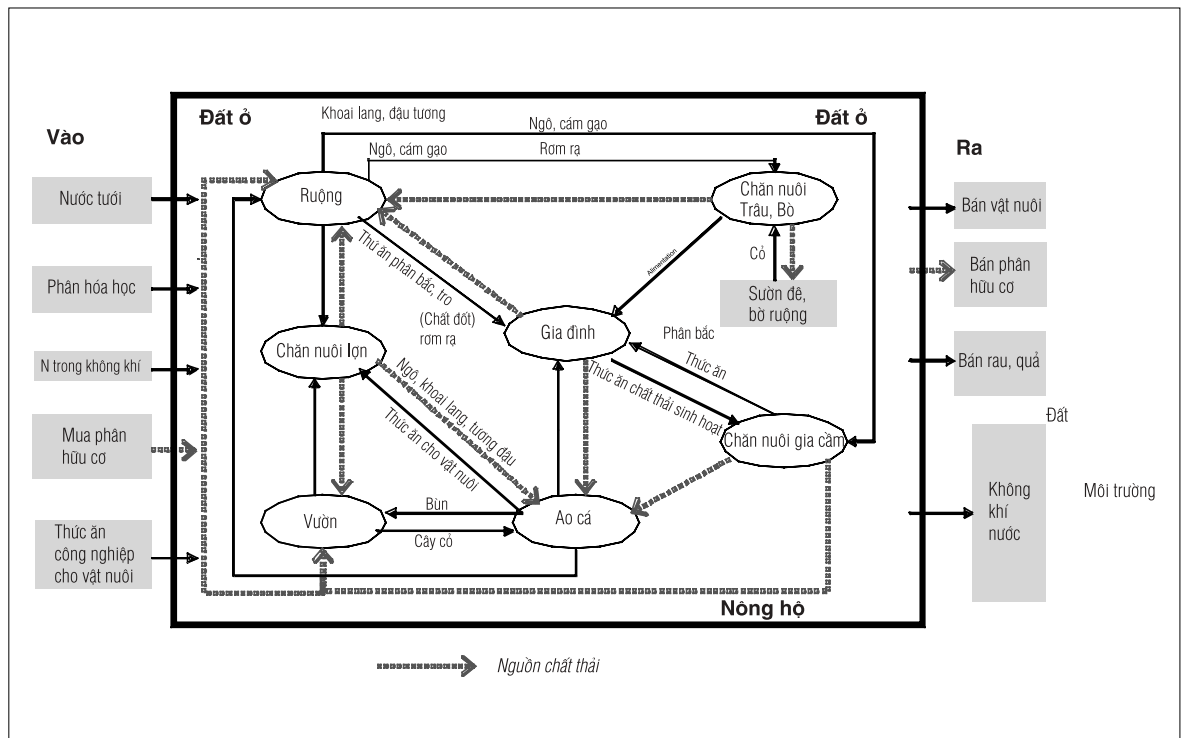 Vào
Nước tưới
Phân hóa học
N trong không khí
Mua phân
hữu cơ
Thức ăn
công nghiệp
cho vật nuôi
Đất ở
Khoai lang, đậu tương
Ngô, cám gạo
Đất ở
Ngô, cám gạo
Rơm rạ
Ruộng
Chăn nuôi
Trâu, Bò
Alimentation
Cỏ
Sườn đê,
bờ ruộng
Thứ ăn phân bắc, tro
(Chất đốt)
rơm rạ
Gia đình
Phân bắc
Thức ăn
Thức ăn chất thải sinh hoạt
Chăn nuôi lợn
Ngô, khoai lang, tương đậu
Thức ăn cho vật nuôi
Chăn nuôi gia cầm
Vườn
Bùn
Cây cỏ
Ao cá
Nông hộ
Ra
Bán vật nuôi
Bán phân
hữu cơ
Bán rau, quả
Đất
Không
khí
nước
Môi trường
Nguồn chất thải